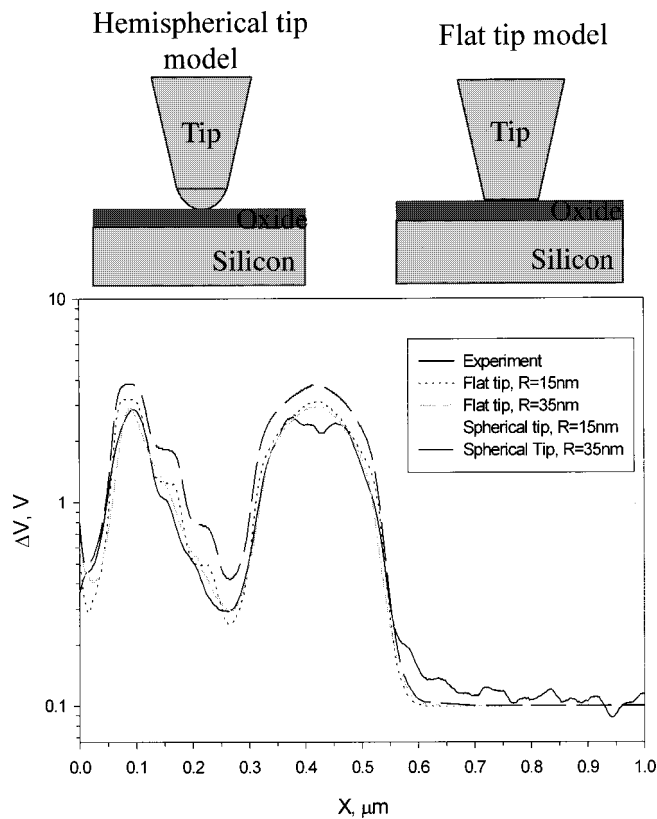 Hemispherical tip
model
Flat tip model
Tip
Tip
Oxide
Oxide
Silicon
Silicon
10
1
0.1
ΔV, V
Experiment
Flat tip, R=15nm
Flat tip, R=35nm
Spherical tip, R=15nm
Spherical Tip, R=35nm
0.0 0.1 0.2 0.3 0.4 0.5 0.6 0.7 0.8 0.9 1.0
X, μm